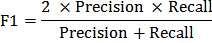 F1 = 2 × Precision × Recall / Precision + Recall